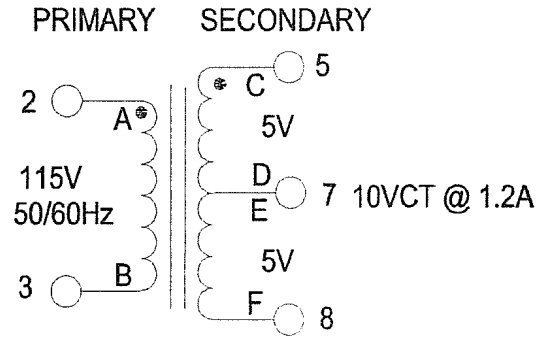 PRIMARY SECONDARY
2
A
115V
50/60Hz
3
B
C
5
5V
D
E
7 10VCT @ 1.2A
5V
F
8